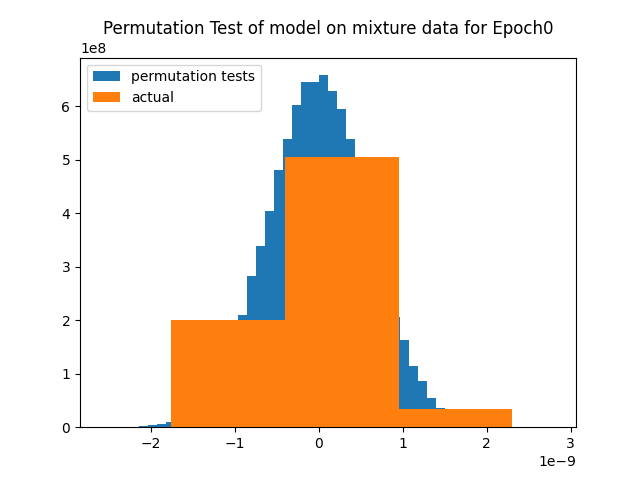 Permutation Test of model on mixture data for Epoch0
1e8
permutation tests
actual
6
5
4
3
2
1
0
−2 −1 0 1 2 3
1e−9